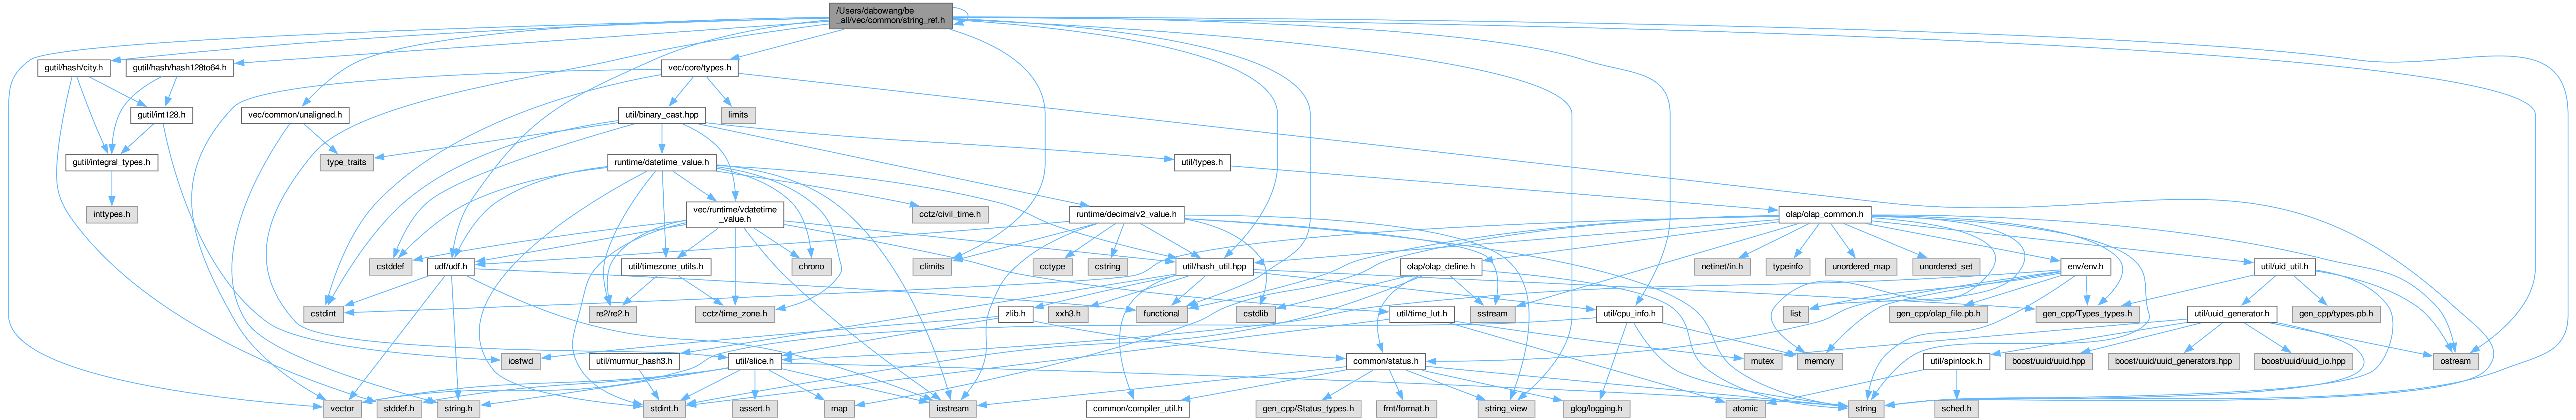 /Users/dabowang/be
_all/vec/common/string_ref.h
gutil/hash/city.h
gutil/hash/hash128to64.h
vec/core/types.h
gutil/int128.h
vec/common/unaligned.h
util/binary_cast.hpp
limits
gutil/integral_types.h
type_traits
runtime/datetime_value.h
util/types.h
inttypes.h
vec/runtime/vdatetime
_value.h
cctz/civil_time.h
runtime/decimalv2_value.h
olap/olap_common.h
cstddef
udf/udf.h
util/timezone_utils.h
chrono
climits
cctype
cstring
util/hash_util.hpp
olap/olap_define.h
netinet/in.h
typeinfo
unordered_map
unordered_set
env/env.h
util/uid_util.h
cstdint
re2/re2.h
cctz/time_zone.h
zlib.h
xxh3.h
functional
cstdlib
util/time_lut.h
sstream
util/cpu_info.h
list
gen_cpp/olap_file.pb.h
gen_cpp/Types_types.h
util/uuid_generator.h
gen_cpp/types.pb.h
iosfwd
util/murmur_hash3.h
util/slice.h
common/status.h
mutex
memory
util/spinlock.h
boost/uuid/uuid.hpp
boost/uuid/uuid_generators.hpp
boost/uuid/uuid_io.hpp
ostream
vector
stddef.h
string.h
stdint.h
assert.h
map
iostream
common/compiler_util.h
gen_cpp/Status_types.h
fmt/format.h
string_view
glog/logging.h
atomic
string
sched.h